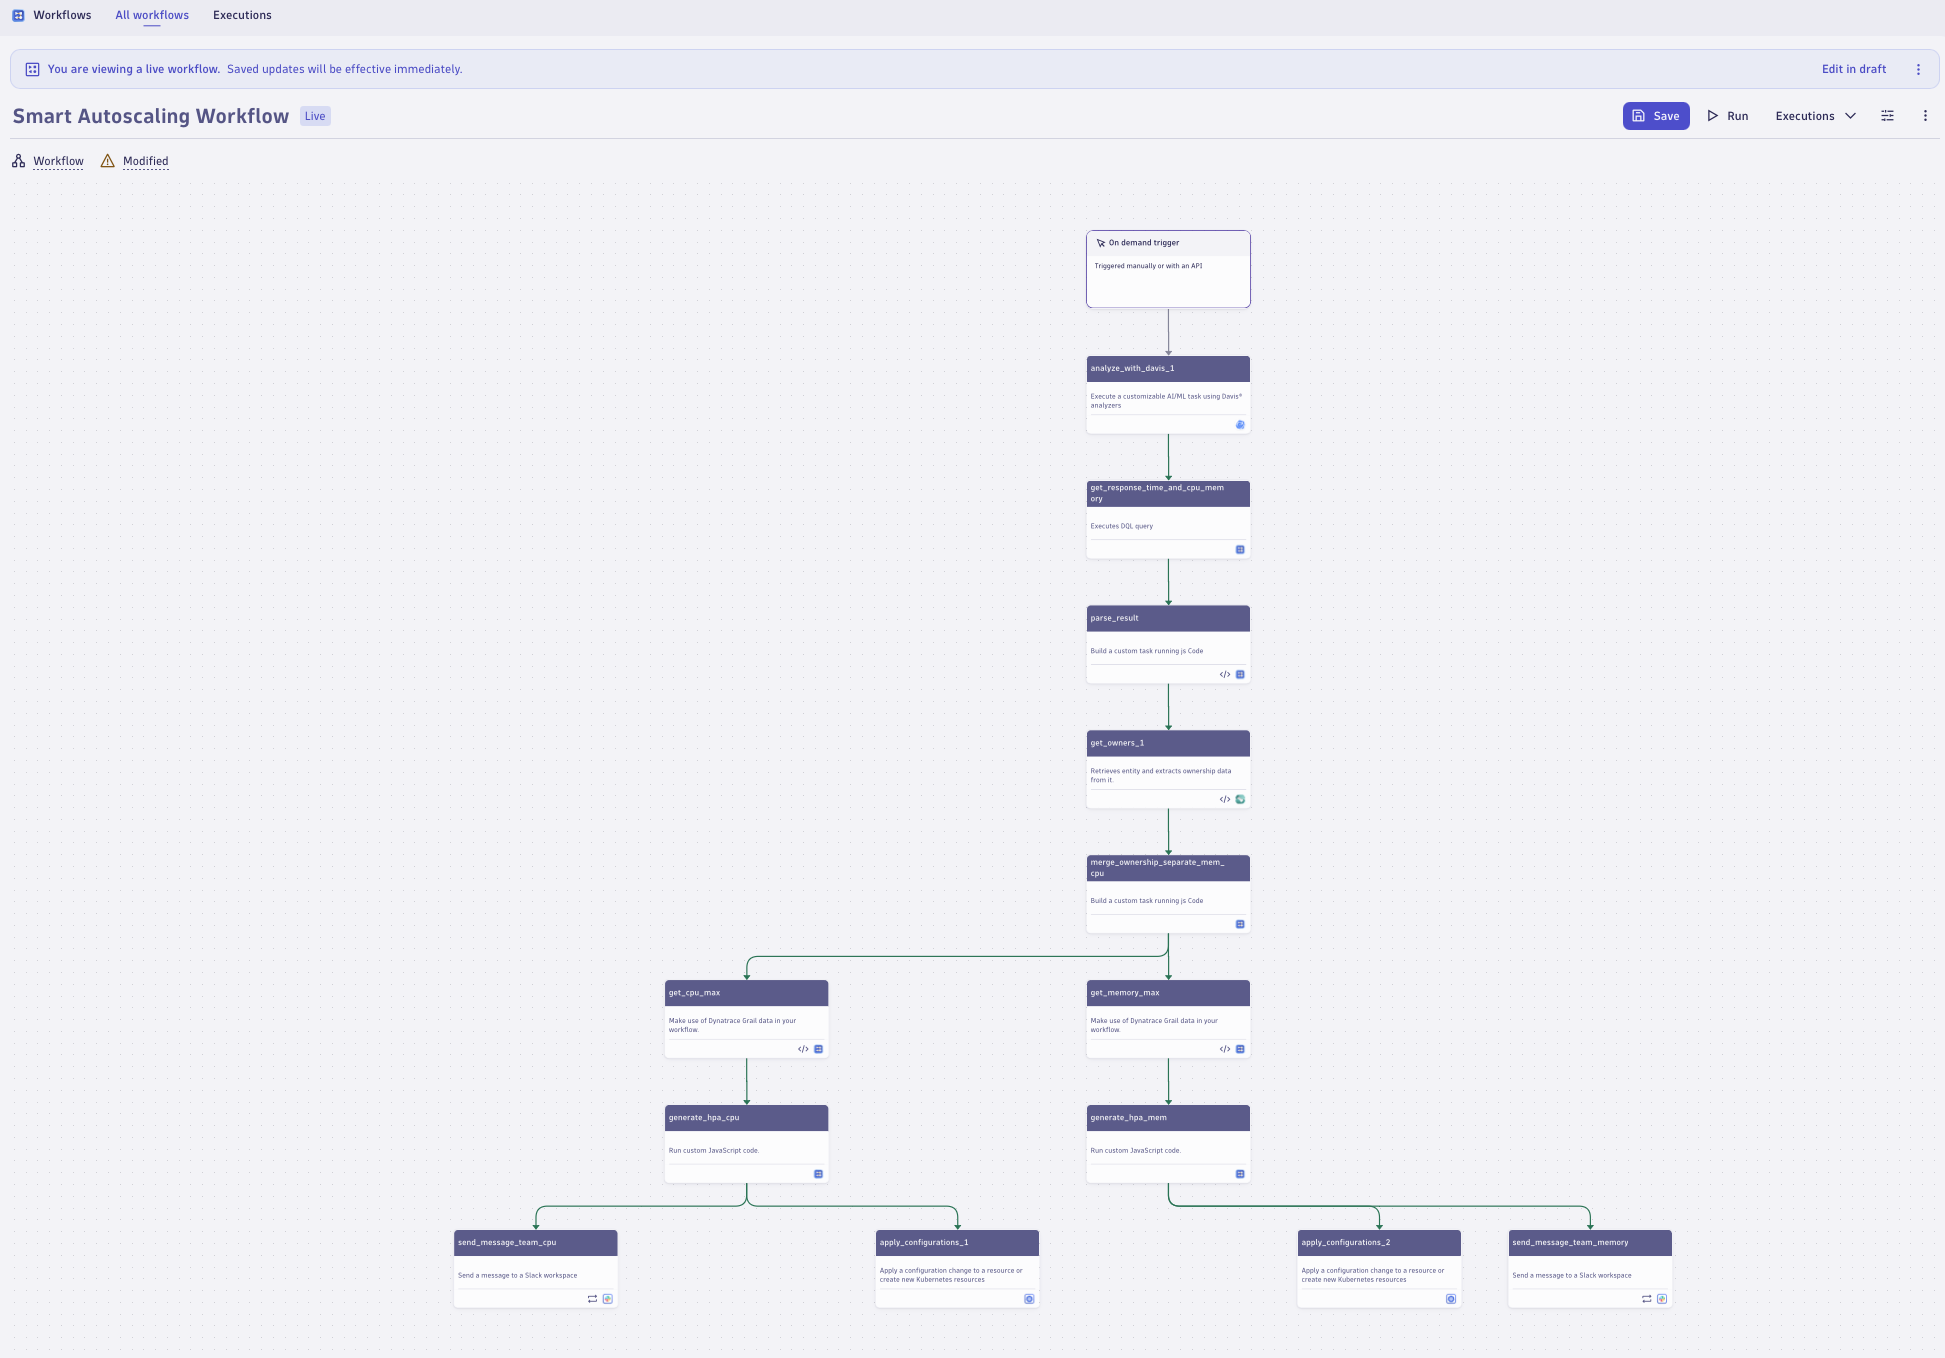 Workflows All workflows Executions
You are viewing a live workflow. Saved updates will be effective immediately. Edit in draft
Smart Autoscaling Workflow Live Save Run Executions
Workflow Modified
On demand trigger
Triggered manually or with an API
analyze_with_davis_1
Execute a customizable AI/ML task using Davis®
analyzers
get_response_time_and_cpu_mem
ory
Executes DQL query
parse_result
Build a custom task running js Code
</>
get_owners_1
Retrieves entity and extracts ownership data
from it.
</>
merge_ownership_separate_mem_
cpu
Build a custom task running js Code
get_cpu_max
Make use of Dynatrace Grail data in your
workflow.
</>
get_memory_max
Make use of Dynatrace Grail data in your
workflow.
</>
generate_hpa_cpu
Run custom JavaScript code.
generate_hpa_mem
Run custom JavaScript code.
send_message_team_cpu
Send a message to a Slack workspace
apply_configurations_1
Apply a configuration change to a resource or
create new Kubernetes resources
apply_configurations_2
Apply a configuration change to a resource or
create new Kubernetes resources
send_message_team_memory
Send a message to a Slack workspace